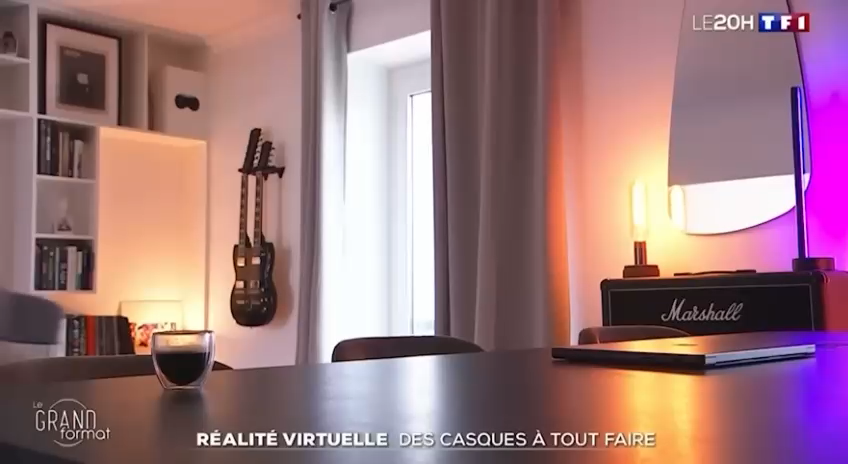 LE20H TF1
Marshall
Le
GRAND
format
RÉALITÉ VIRTUELLE DES CASQUES À TOUT FAIRE